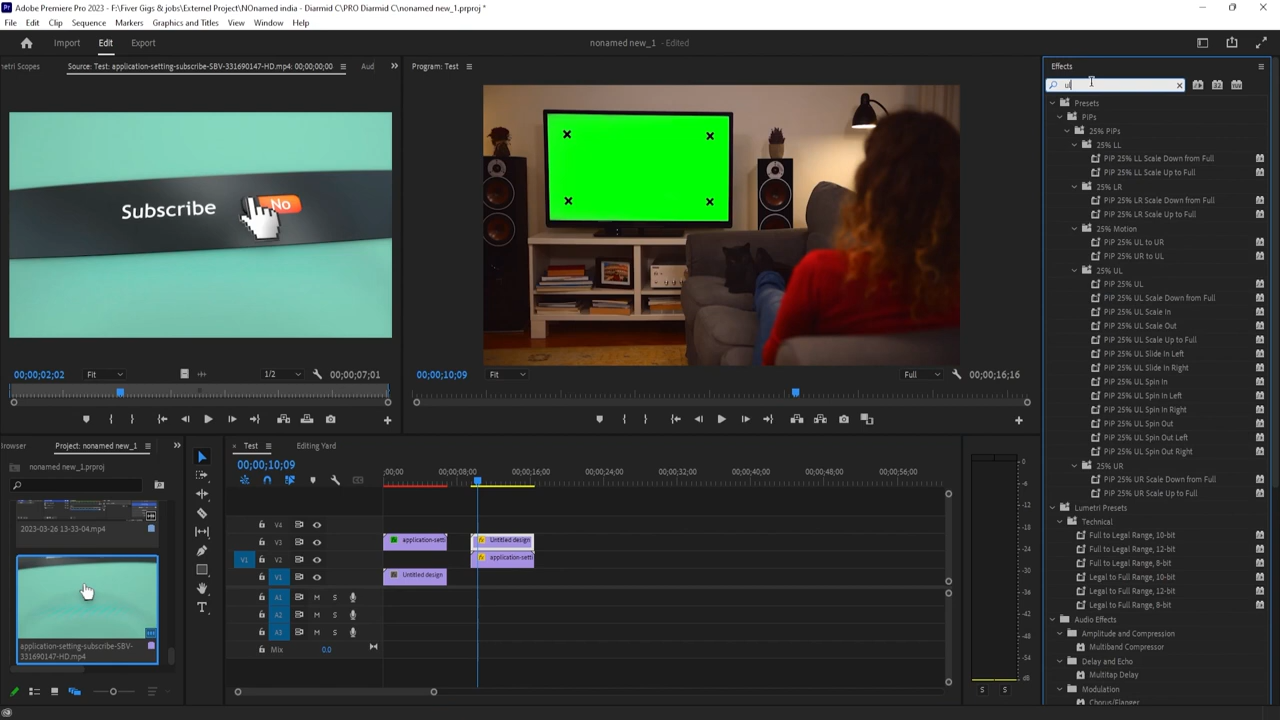 Adobe Premiere Pro 2023 - F:\Fiver Gigs & jobs\Externel Project\NOnamed india - Diarmid C\PRO Diarmid C\nonamed new_1.prproj *
File Edit Clip Sequence Markers Graphics and Titles View Window Help
Import Edit Export
nonamed new_1 - Edited
etri Scopes
Source: Test: application-setting-subscribe-SBV-331690147-HD.mp4: 00;00;00;00
Aud
Program: Test
Effects
ul
Subscribe
No
Presets
PiPs
25% PiPs
25% LL
PiP 25% LL Scale Down from Full
PiP 25% LL Scale Up to Full
25% LR
PiP 25% LR Scale Down from Full
PiP 25% LR Scale Up to Full
25% Motion
PiP 25% UL to UR
PiP 25% UR to UL
25% UL
PiP 25% UL
PiP 25% UL Scale Down from Full
PiP 25% UL Scale In
PiP 25% UL Scale Out
PiP 25% UL Scale Up to Full
PiP 25% UL Slide In Left
PiP 25% UL Slide In Right
PiP 25% UL Spin In
PiP 25% UL Spin In Left
PiP 25% UL Spin In Right
PiP 25% UL Spin Out
PiP 25% UL Spin Out Left
PiP 25% UL Spin Out Right
25% UR
PiP 25% UR Scale Down from Full
PiP 25% UR Scale Up to Full
Lumetri Presets
Technical
Full to Legal Range, 10-bit
Full to Legal Range, 12-bit
Full to Legal Range, 8-bit
Legal to Full Range, 10-bit
Legal to Full Range, 12-bit
Legal to Full Range, 8-bit
Audio Effects
Amplitude and Compression
Multiband Compressor
Delay and Echo
Multitap Delay
Modulation
Chorus/Flanger
00;00;02;02
Fit
1/2
00;00;07;01
00;00;10;09
Fit
Full
00;00;16;16
rowser
Project: nonamed new_1
nonamed new_1.prproj
2023-03-26 13-33-04.mp4
application-setting-subscribe-SBV-
331690147-HD.mp4
Test
Editing Yard
00;00;10;09
;00;00 00;00;08;00 00;00;16;00 00;00;24;00 00;00;32;00 00;00;40;00 00;00;48;00 00;00;56;00
V4
V3
application-setti
Untitled design
V1
V2
application-setti
V1
Untitled design
A1 M S
A2 M S
A3 M S
Mix 0.0
0
-6
-12
-18
-24
-30
-36
-42
-48
-54
dB
S S